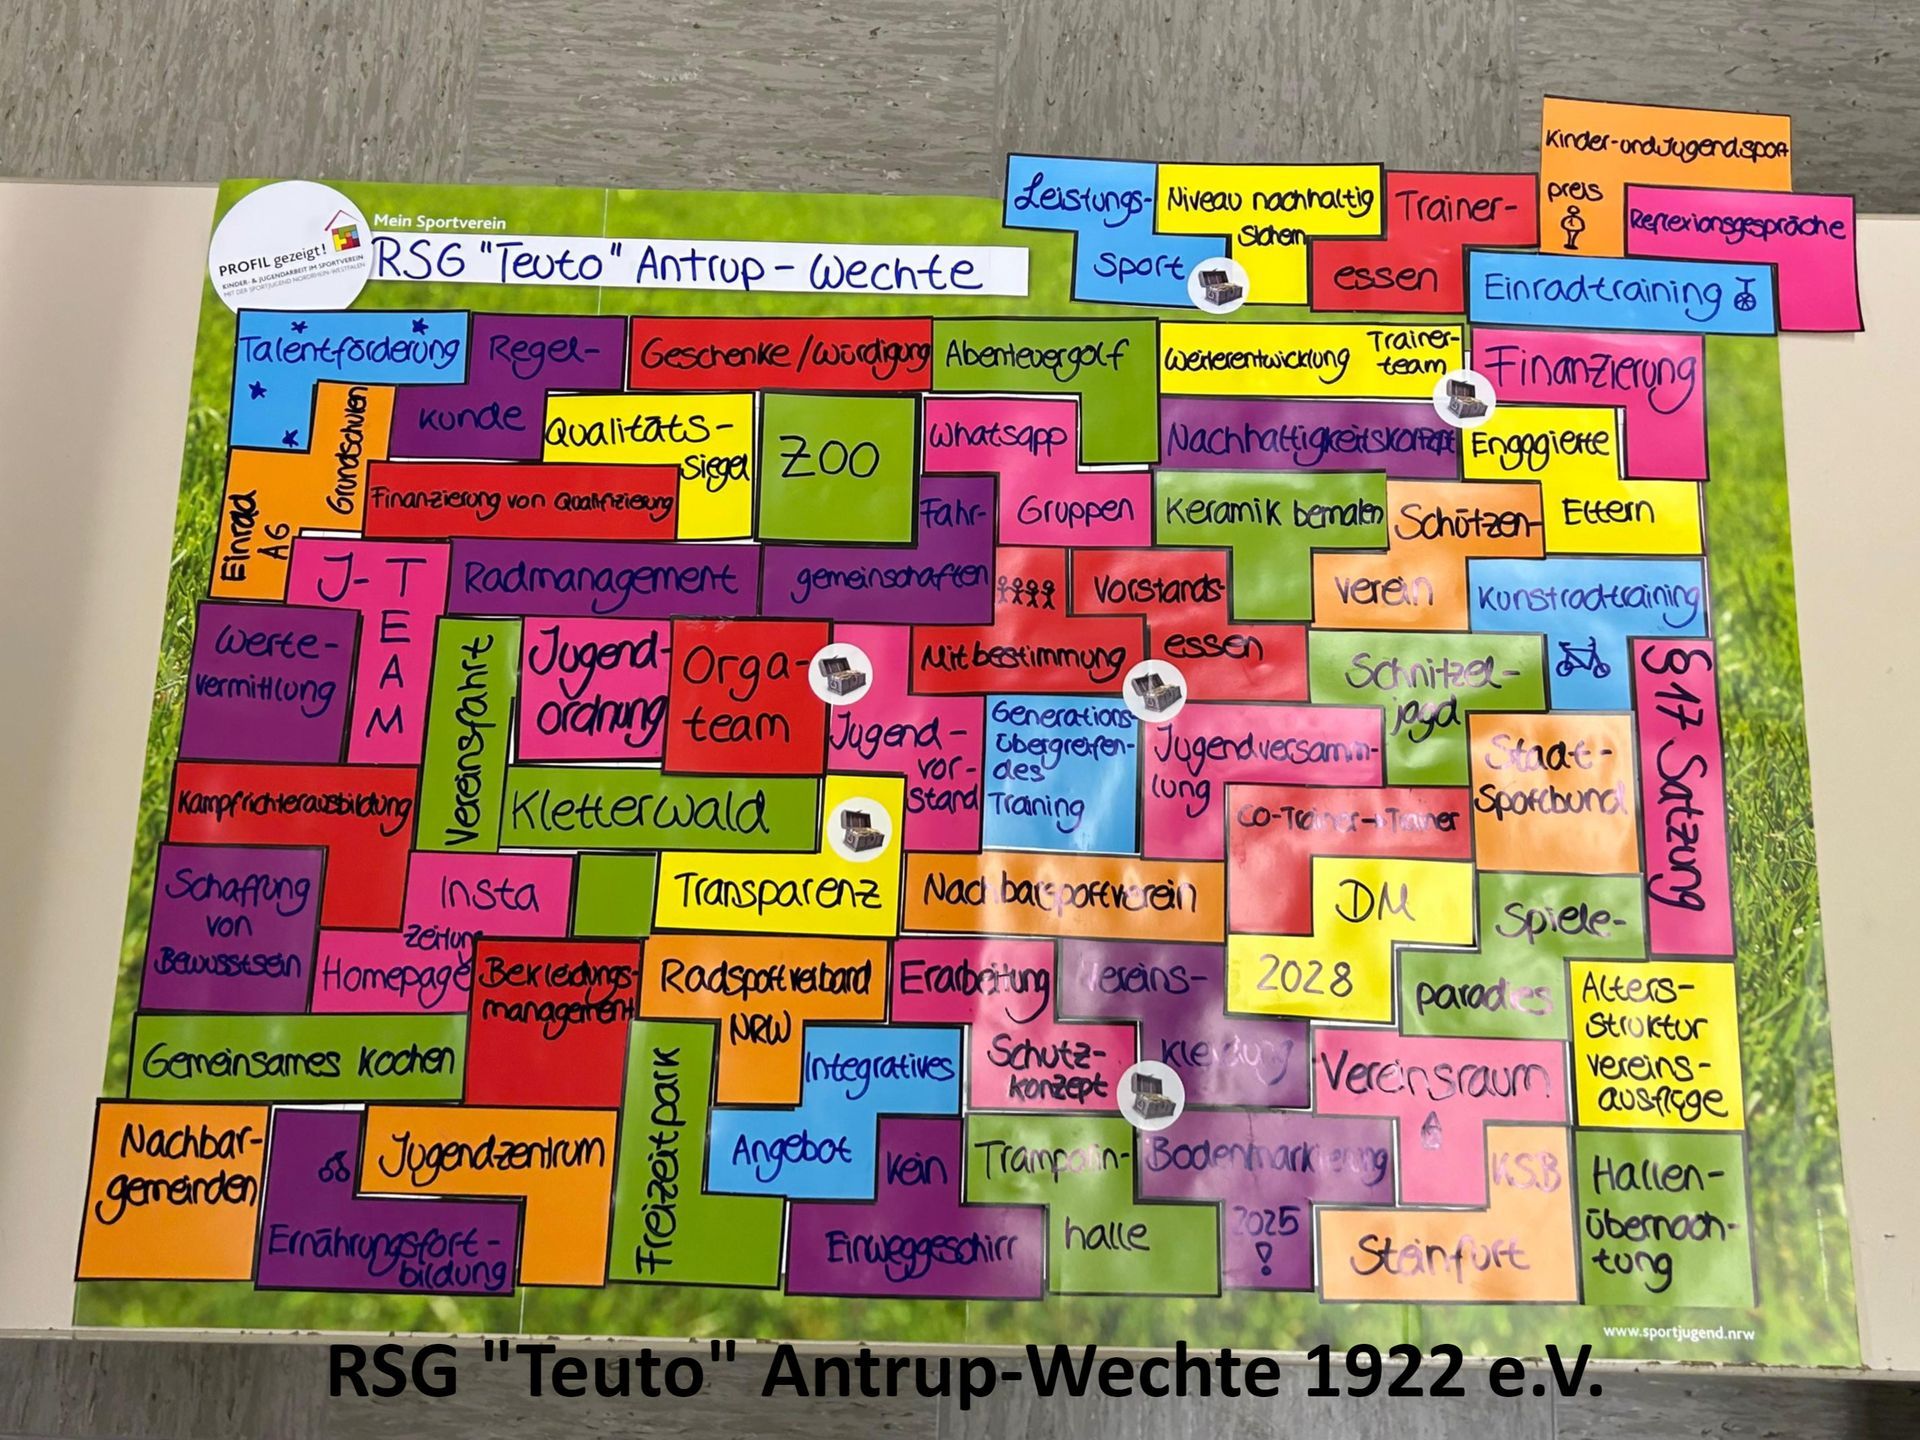 Kinder-und Jugendsport
preis
Leistungs-
Sport
Niveau nachhaltig
sichern
Trainer-
essen
Reflexionsgespräche
Einradtraining
Mein Sportverein
RSG "Teuto" Antrup - Wechte
PROFIL gezeigt!
KINDER- & JUGENDARBEIT IM SPORTVEREIN
MIT DER SPORTJUGEND NORDRHEIN-WESTFALEN
Talentförderung
Regel-
kunde
Geschenke / Würdigung
Abenteuergolf
Weiterentwicklung Trainer-
team
Finanzierung
Einrad
AG
Grundschulen
Qualitäts-
siegel
ZOO
Whatsapp
Gruppen
Nachhaltigkeitskonzept
Engagierte
Eltern
Finanzierung von Qualifizierung
Fahr-
gemeinschaften
Keramik bemalen
Schützen-
verein
J-TEAM
Radmanagement
Vorstands-
essen
Kunstradtraining
Werte-
vermittlung
Vereinsfahrt
Jugend-
ordnung
Orga-
team
Mitbestimmung
Schnitzel-
jagd
§17 Satzung
Jugend-
vor-
stand
Generations-
übergreifen-
des
Training
Jugendversamm-
lung
Stadt-
Sportbund
Kampfrichterausbildung
Kletterwald
Co-Trainer→Trainer
Schaffung
von
Bewusstsein
Insta
Zeitung
Homepage
Transparenz
Nachbarsportverein
DM
2028
Spiele-
paradies
Bekleidungs-
management
Radsportverband
NRW
Erarbeitung
Schutz-
konzept
Vereins-
kleidung
Alters-
struktur
vereins-
ausflüge
Gemeinsames Kochen
Freizeitpark
Integratives
Angebot
Vereinsraum
Nachbar-
gemeinden
Jugendzentrum
Ernährungsfort-
bildung
Kein
Einweggeschirr
Trampolin-
halle
Bodenmarkierung
2025
!
KSB
Steinfurt
Hallen-
übernach-
tung
www.sportjugend.nrw
RSG "Teuto" Antrup-Wechte 1922 e.V.